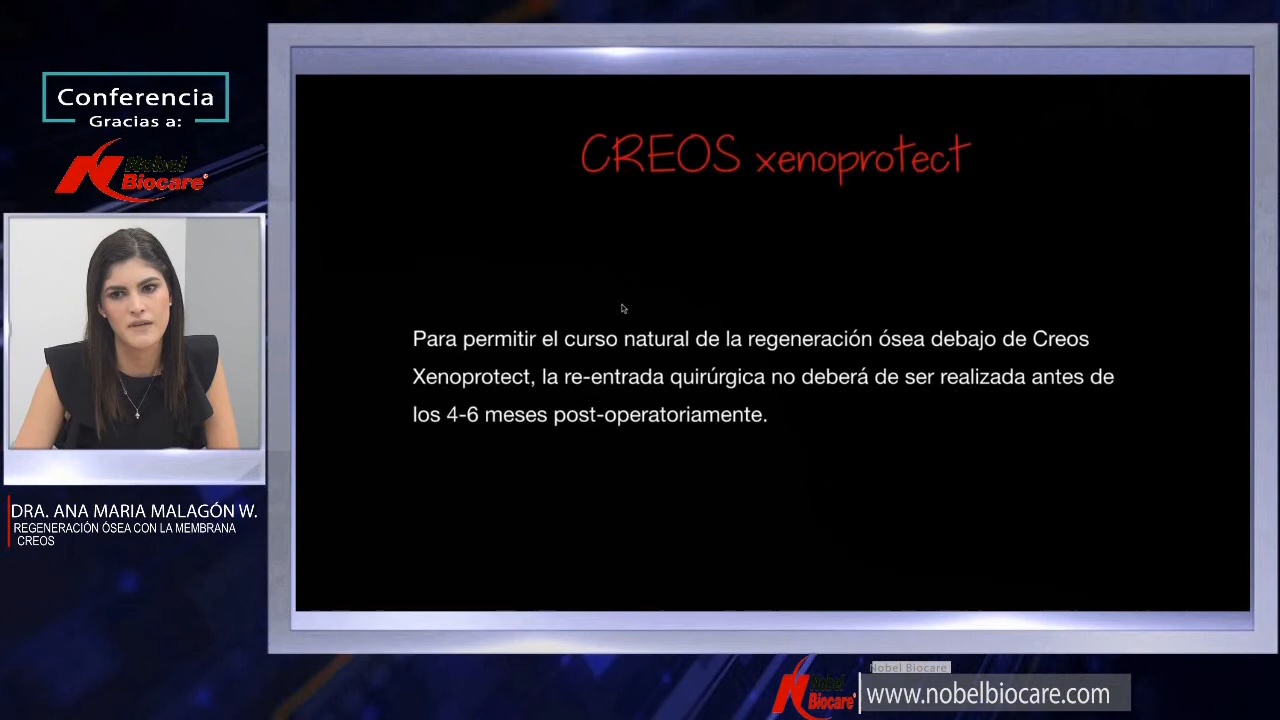 Conferencia
Gracias a:
Nobel
Biocare®
CREOS xenoprotect
Para permitir el curso natural de la regeneración ósea debajo de Creos
Xenoprotect, la re-entrada quirúrgica no deberá de ser realizada antes de
los 4-6 meses post-operatoriamente.
DRA. ANA MARIA MALAGÓN W.
REGENERACIÓN ÓSEA CON LA MEMBRANA
CREOS
Nobel
Biocare
Nobel Biocare
www.nobelbiocare.com